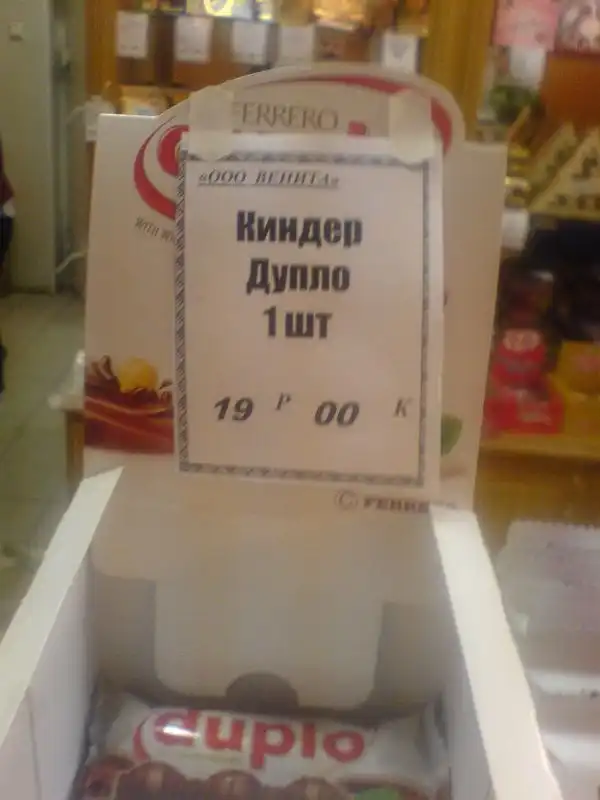 FERRERO
«ООО ВЕНИТА»
Киндер
Дупло
1 шт
19 Р 00 К
© FERRERO
duplo